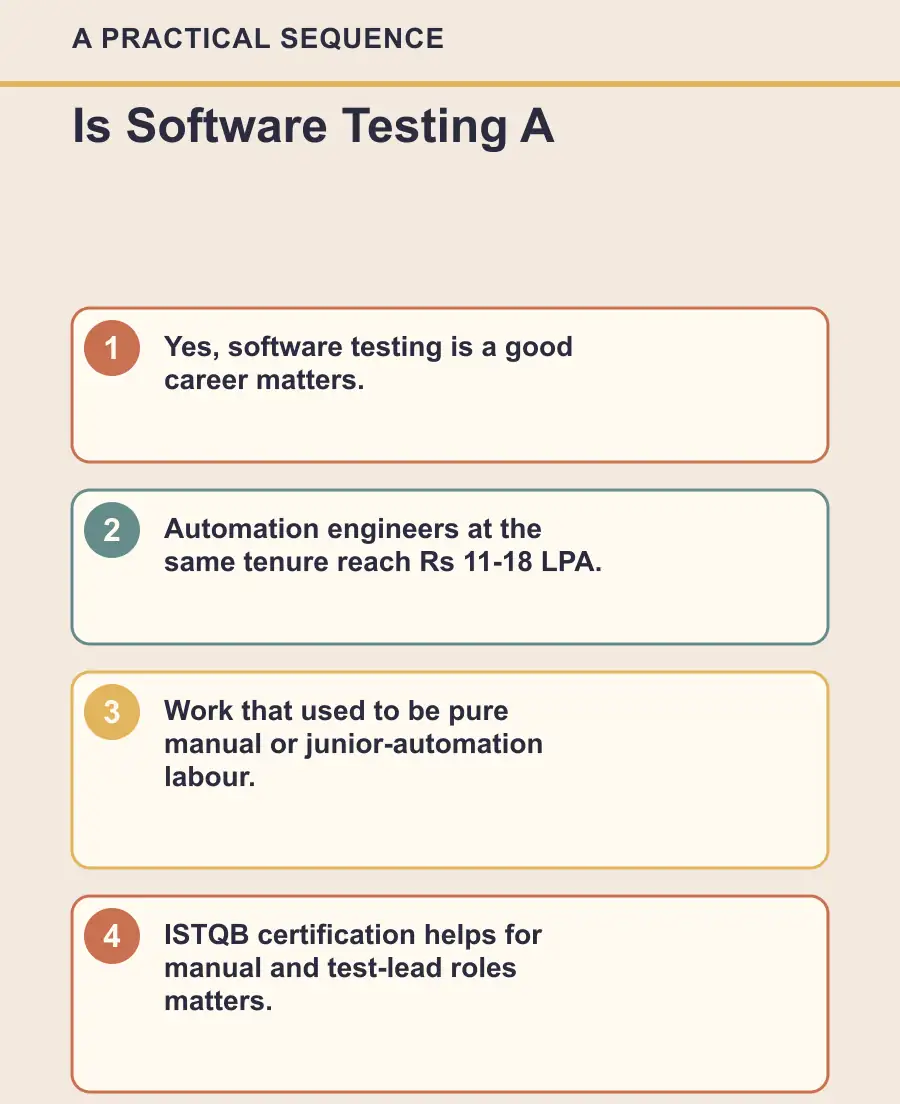 A PRACTICAL SEQUENCE
Is Software Testing A
1
Yes, software testing is a good
career matters.
2
Automation engineers at the
same tenure reach Rs 11-18 LPA.
3
Work that used to be pure
manual or junior-automation
labour.
4
ISTQB certification helps for
manual and test-lead roles
matters.